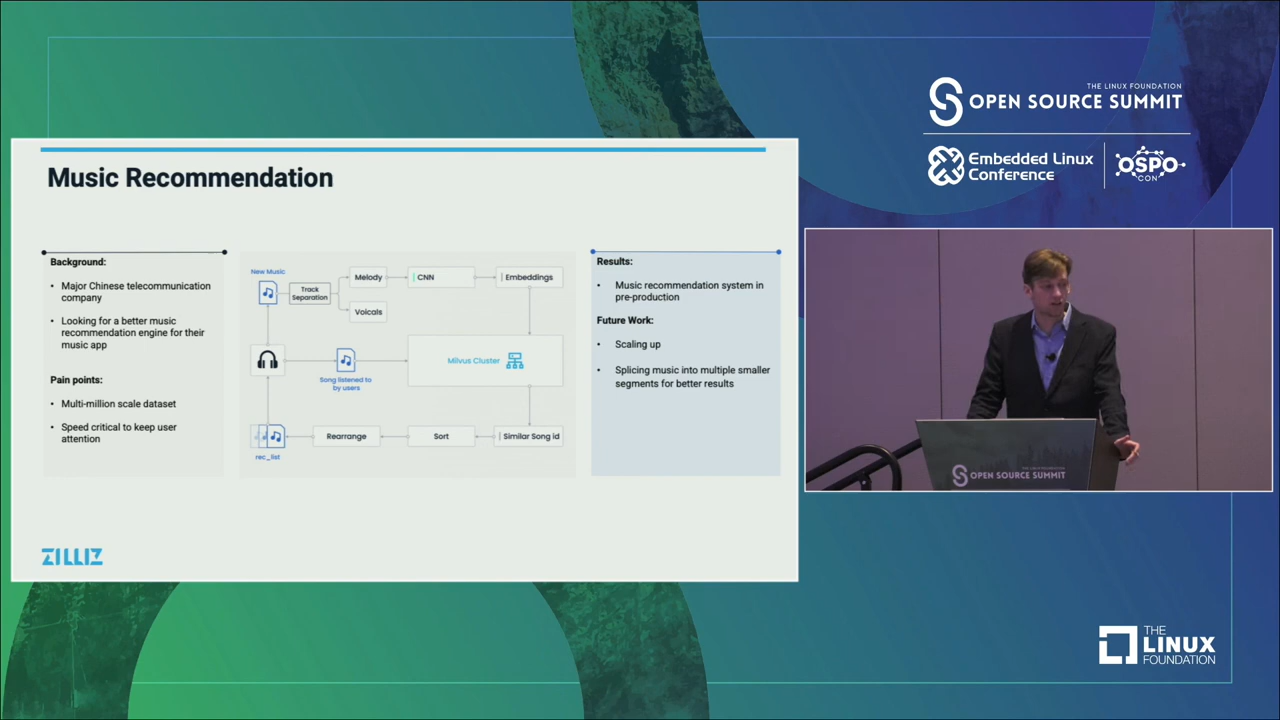 THE LINUX FOUNDATION
OPEN SOURCE SUMMIT
Embedded Linux
Conference
OSPO
CON
Music Recommendation
Background:
• Major Chinese telecommunication
company
• Looking for a better music
recommendation engine for their
music app
Pain points:
• Multi-million scale dataset
• Speed critical to keep user
attention
New Music
Track
Separation
Melody
CNN
Embeddings
Voicals
Song listened to
by users
Milvus Cluster
rec_list
Rearrange
Sort
Similar Song id
Results:
• Music recommendation system in
pre-production
Future Work:
• Scaling up
• Splicing music into multiple smaller
segments for better results
ZILLIZ
OPEN SOURCE SUMMIT
THE
LINUX
FOUNDATION